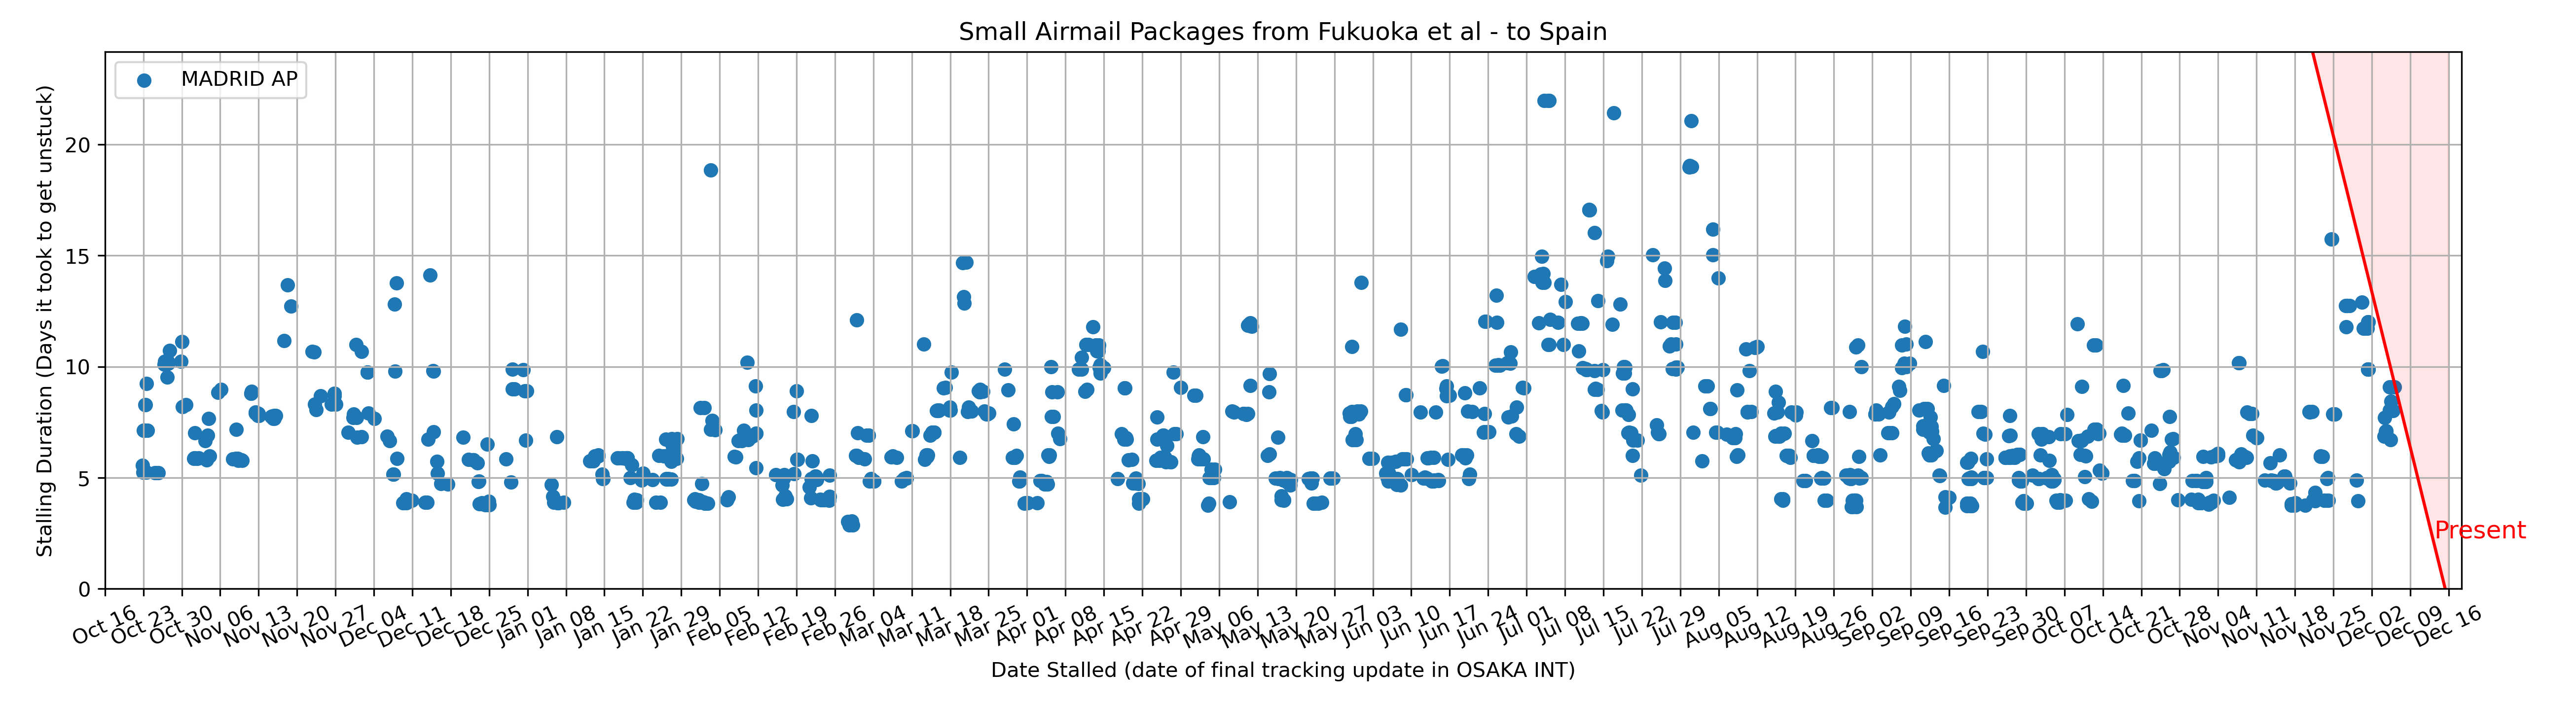 Small Airmail Packages from Fukuoka et al - to Spain
MADRID AP
Stalling Duration (Days it took to get unstuck)
20
15
10
5
0
Present
Oct 16
Oct 23
Oct 30
Nov 06
Nov 13
Nov 20
Nov 27
Dec 04
Dec 11
Dec 18
Dec 25
Jan 01
Jan 08
Jan 15
Jan 22
Jan 29
Feb 05
Feb 12
Feb 19
Feb 26
Mar 04
Mar 11
Mar 18
Mar 25
Apr 01
Apr 08
Apr 15
Apr 22
Apr 29
May 06
May 13
May 20
May 27
Jun 03
Jun 10
Jun 17
Jun 24
Jul 01
Jul 08
Jul 15
Jul 22
Jul 29
Aug 05
Aug 12
Aug 19
Aug 26
Sep 02
Sep 09
Sep 16
Sep 23
Sep 30
Oct 07
Oct 14
Oct 21
Oct 28
Nov 04
Nov 11
Nov 18
Nov 25
Dec 02
Dec 09
Dec 16
Date Stalled (date of final tracking update in OSAKA INT)